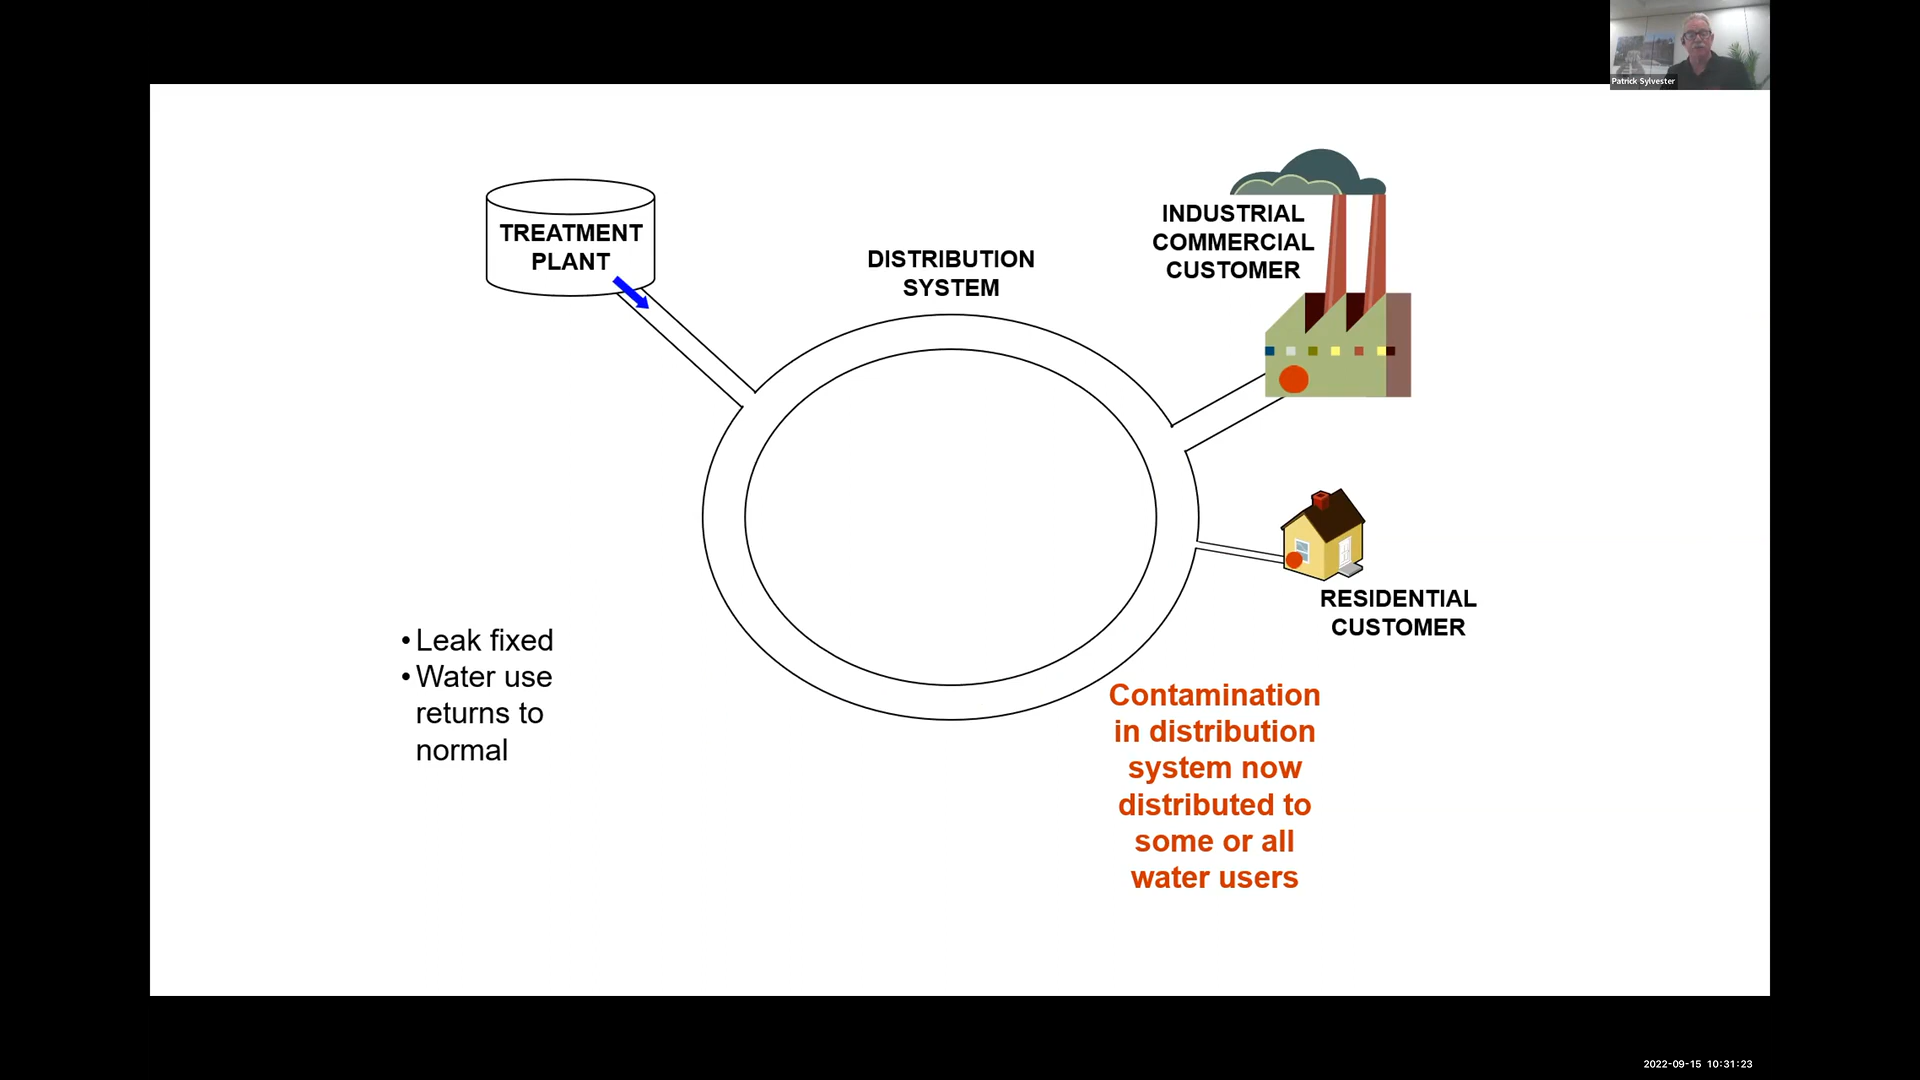 Patrick Sylvester
TREATMENT
PLANT
DISTRIBUTION
SYSTEM
INDUSTRIAL
COMMERCIAL
CUSTOMER
RESIDENTIAL
CUSTOMER
• Leak fixed
• Water use
returns to
normal
Contamination
in distribution
system now
distributed to
some or all
water users
2022-09-15 10:31:23